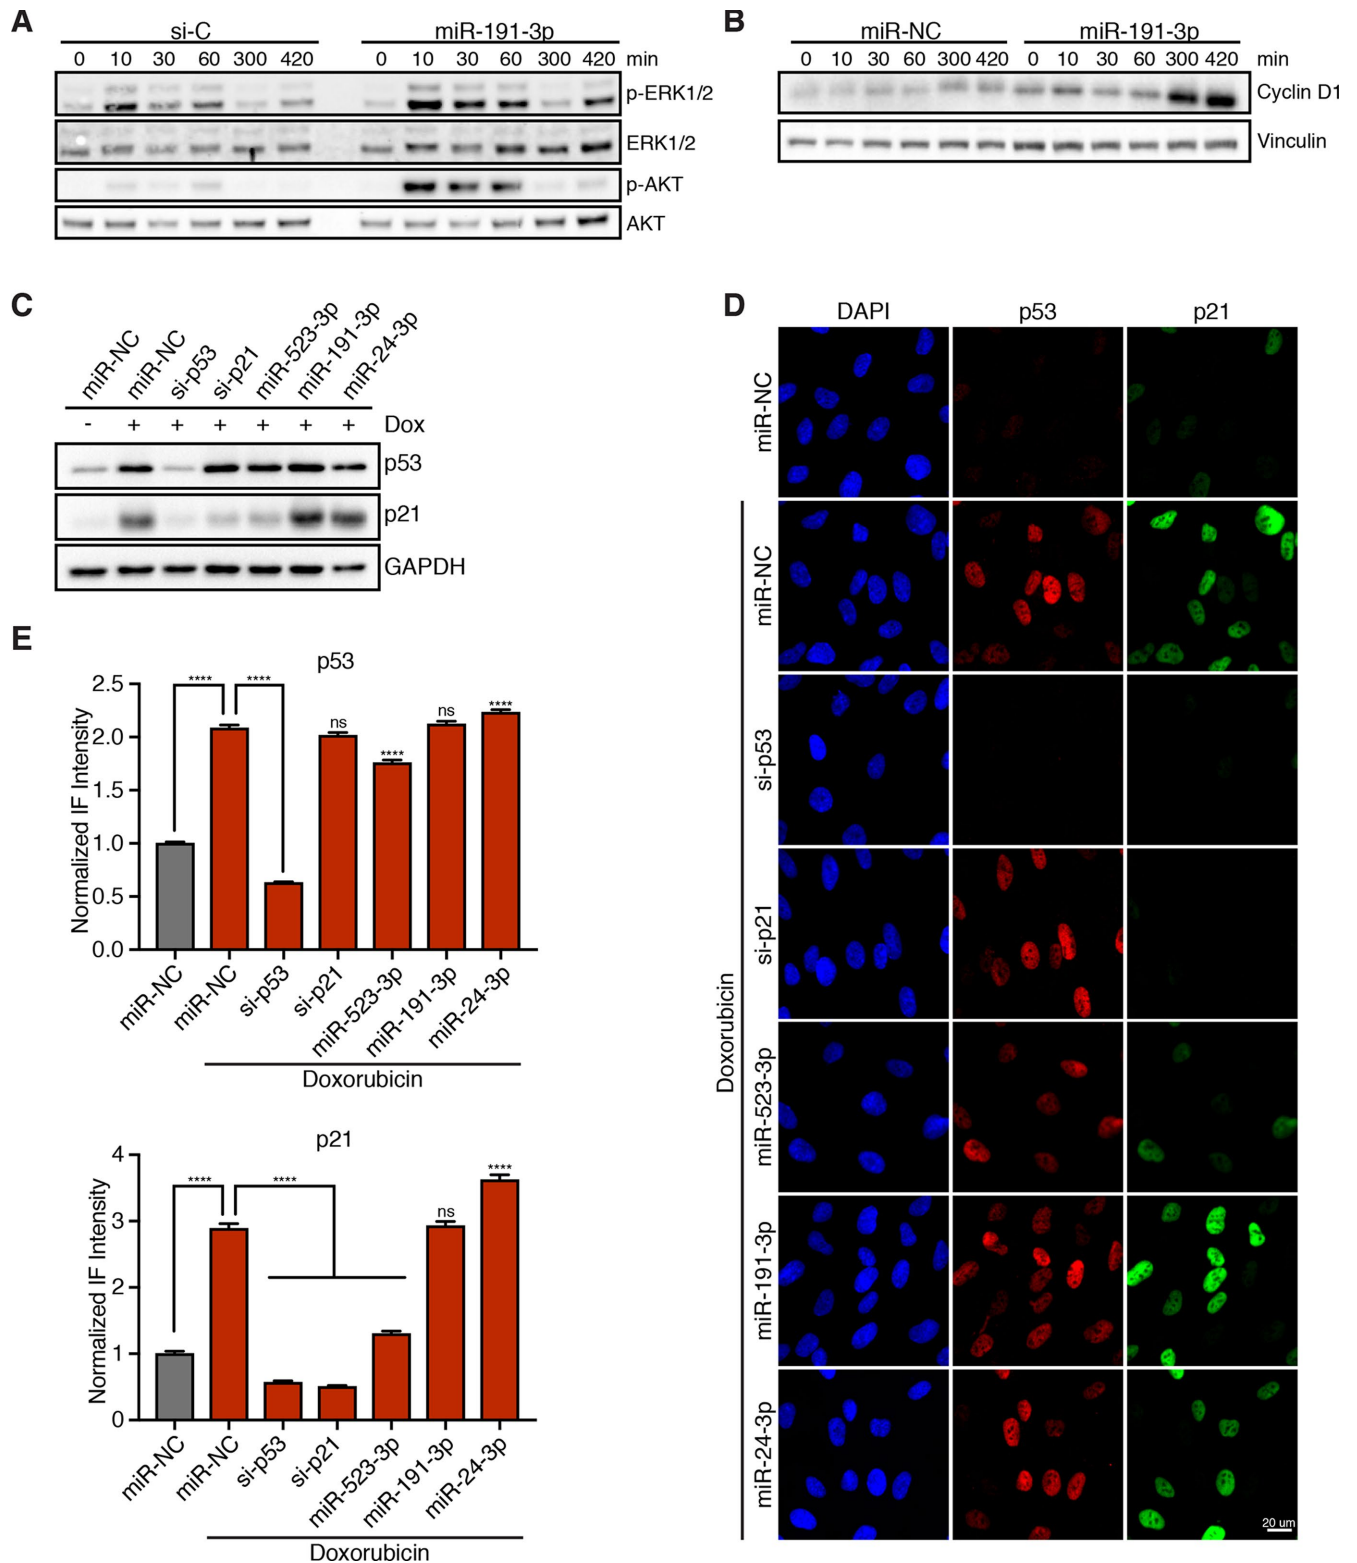 A
si-C
miR-191-3p
0 10 30 60 300 420 0 10 30 60 300 420 min
p-ERK1/2
ERK1/2
p-AKT
AKT
B
miR-NC
miR-191-3p
0 10 30 60 300 420 0 10 30 60 300 420 min
Cyclin D1
Vinculin
C
miR-NC
miR-NC
si-p53
si-p21
miR-523-3p
miR-191-3p
miR-24-3p
- + + + + + + Dox
p53
p21
GAPDH
D
DAPI
p53
p21
miR-NC
miR-NC
si-p53
si-p21
miR-523-3p
miR-191-3p
miR-24-3p
Doxorubicin
20 um
E
p53
Normalized IF Intensity
2.5
2.0
1.5
1.0
0.5
0.0
**** ****
ns
****
ns
****
miR-NC
miR-NC
si-p53
si-p21
miR-523-3p
miR-191-3p
miR-24-3p
Doxorubicin
p21
Normalized IF Intensity
4
3
2
1
0
**** ****
ns
****
miR-NC
miR-NC
si-p53
si-p21
miR-523-3p
miR-191-3p
miR-24-3p
Doxorubicin